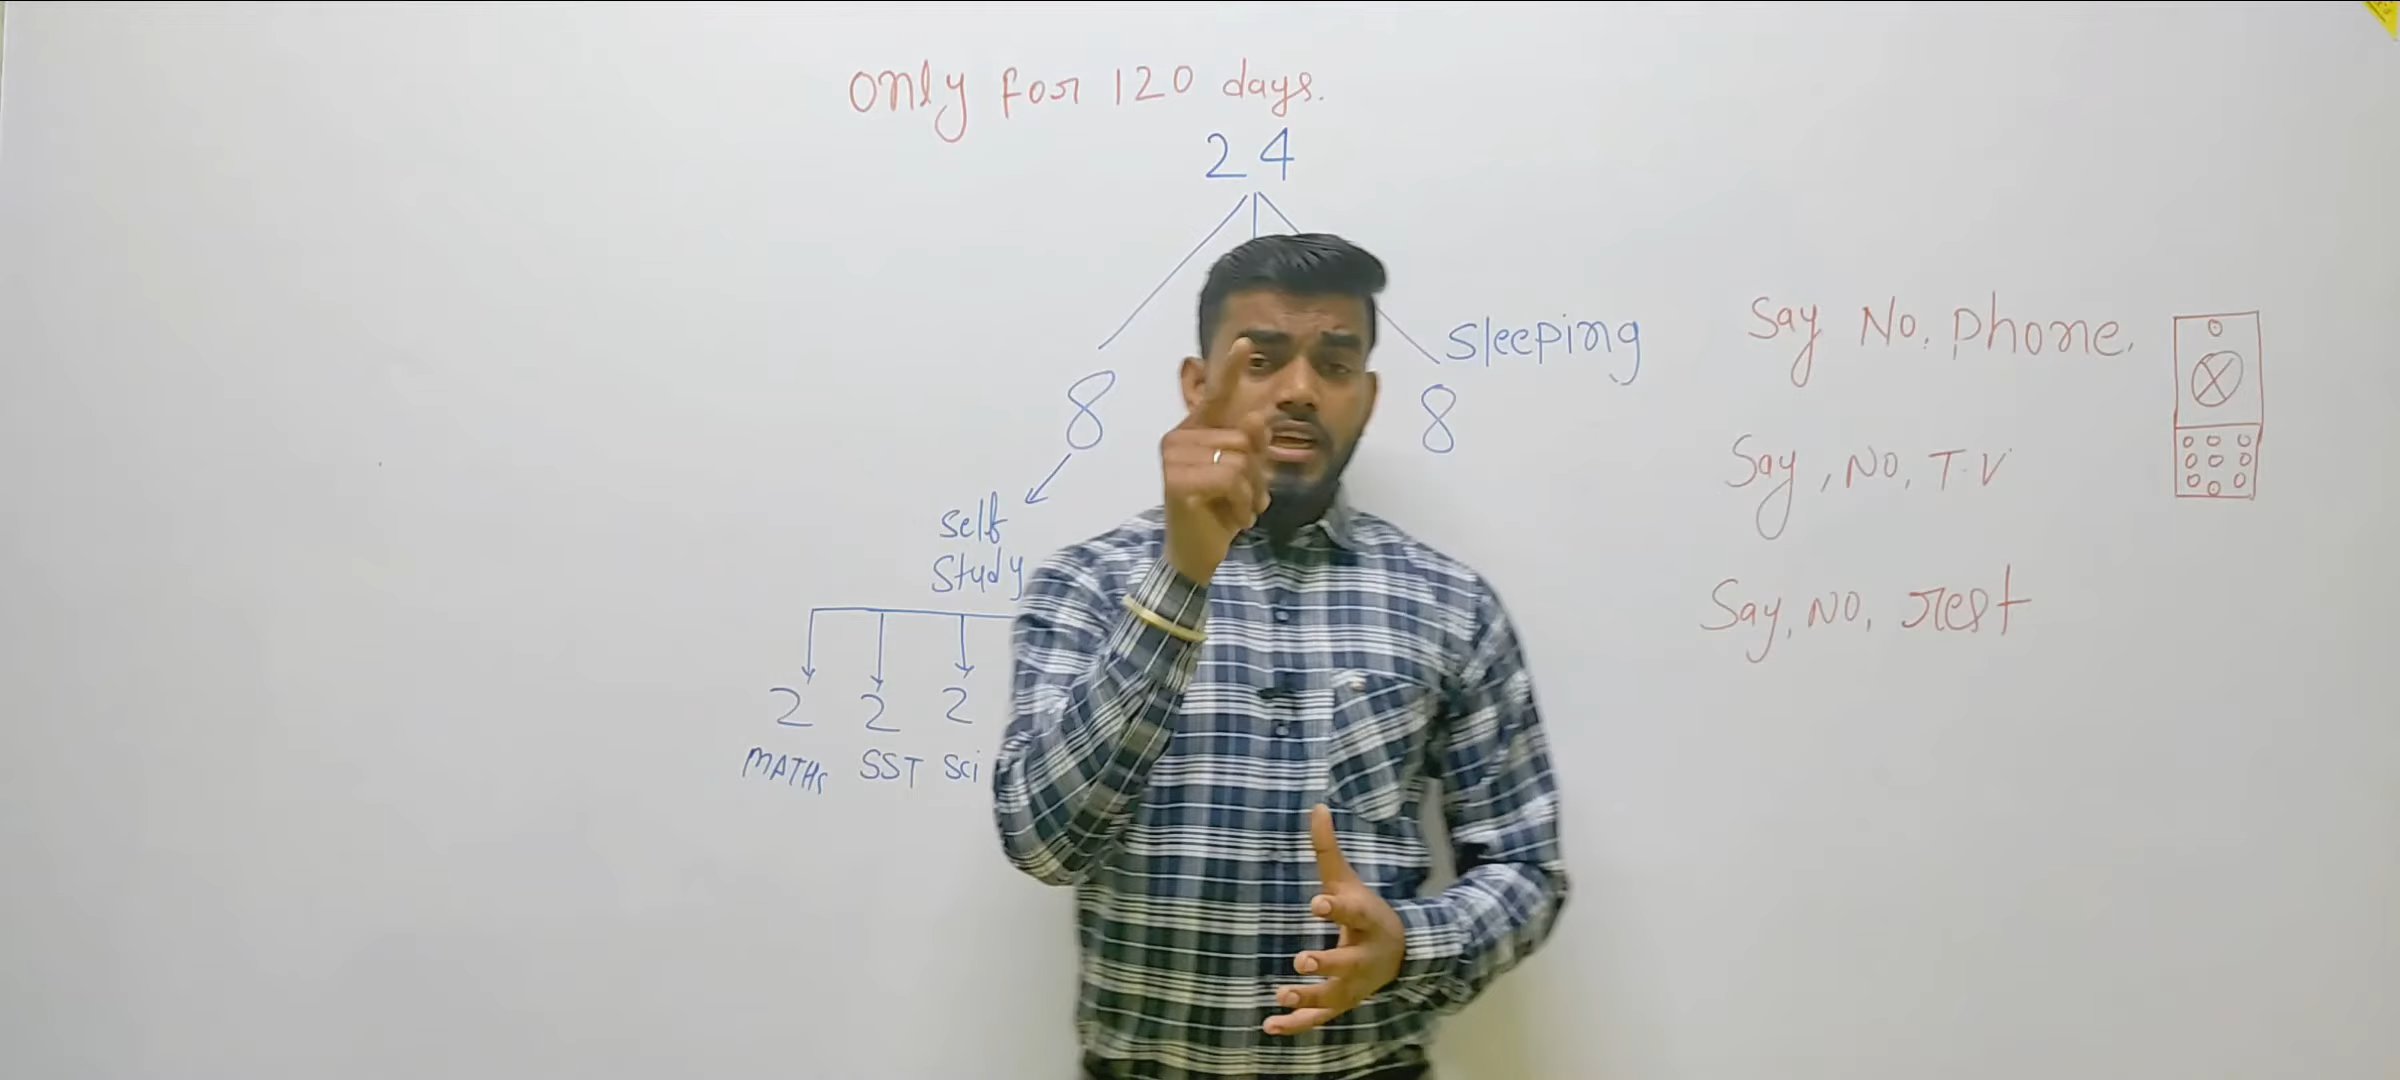 Only for 120 days.
24
Sleeping
8
8
Self
Study
2 2 2
MATHS SST Sci
Say No. Phone.
Say, No, T.V
Say, No, rest